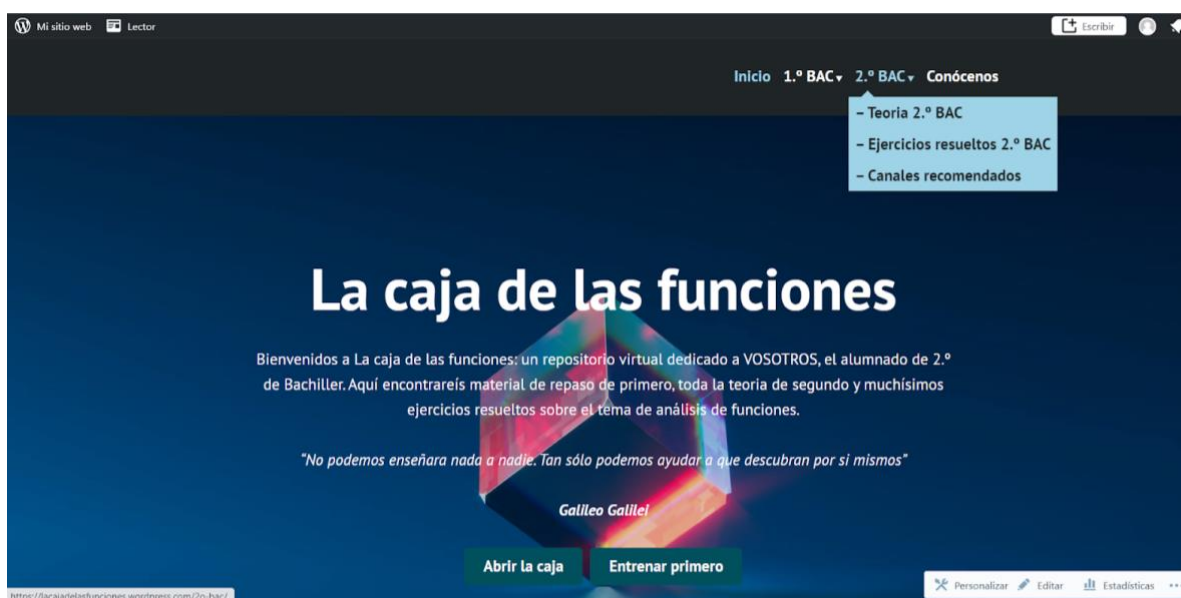 Mi sitio web Lector Escribir
Inicio 1.º BAC 2.º BAC Conócenos
– Teoria 2.º BAC
– Ejercicios resueltos 2.º BAC
– Canales recomendados
La caja de las funciones
Bienvenidos a La caja de las funciones: un repositorio virtual dedicado a VOSOTROS, el alumnado de 2.º
de Bachiller. Aquí encontrareís material de repaso de primero, toda la teoria de segundo y muchísimos
ejercicios resueltos sobre el tema de análisis de funciones.
"No podemos enseñara nada a nadie. Tan sólo podemos ayudar a que descubran por si mismos"
Galileo Galilei
Abrir la caja Entrenar primero
Personalizar Editar Estadísticas ...
https://lacajadelasfunciones.wordpress.com/2o-bac/